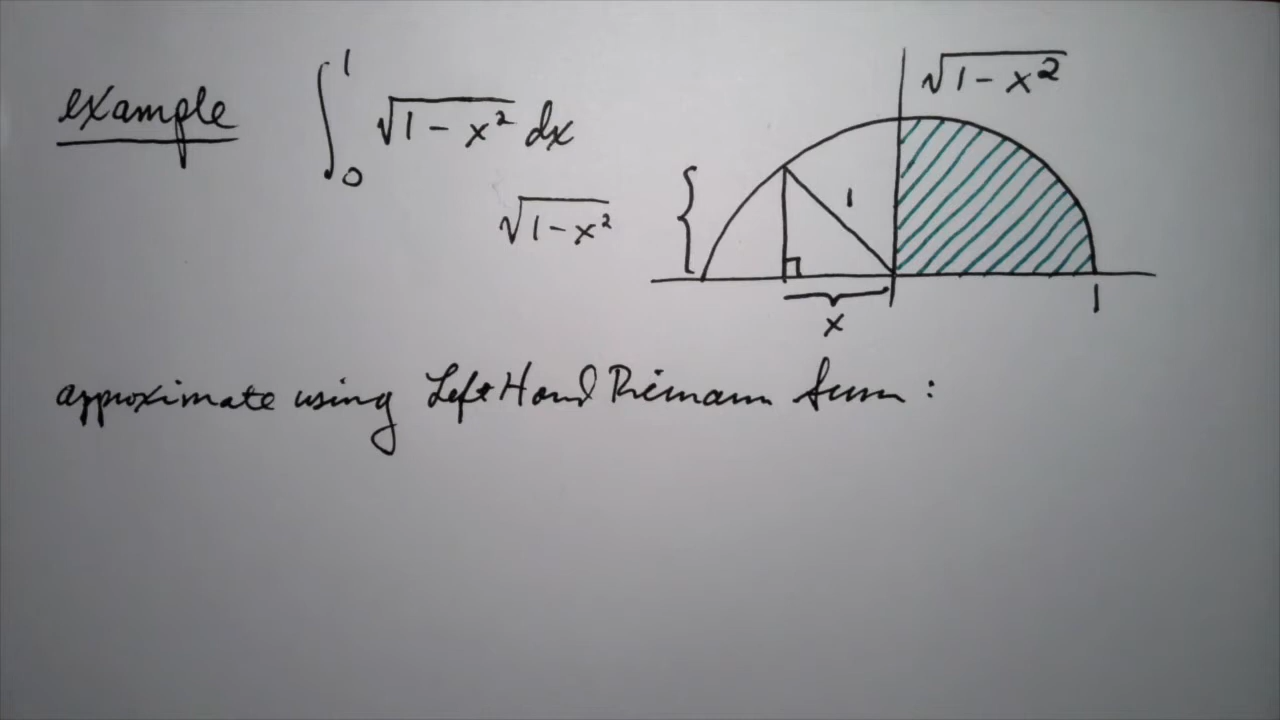 example ∫₀¹ √(1 - x²) dx
√(1 - x²)
√(1 - x²)
1
x
1
approximate using Left Hand Riemann Sum :